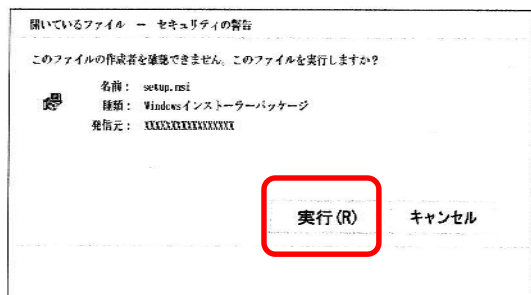 開いているファイル － セキュリティの警告
このファイルの作成者を確認できません。このファイルを実行しますか？
名前： setup.msi
種類： Windowsインストーラーパッケージ
発信元： XXXXXXXXXXXXXXXX
実行(R) キャンセル